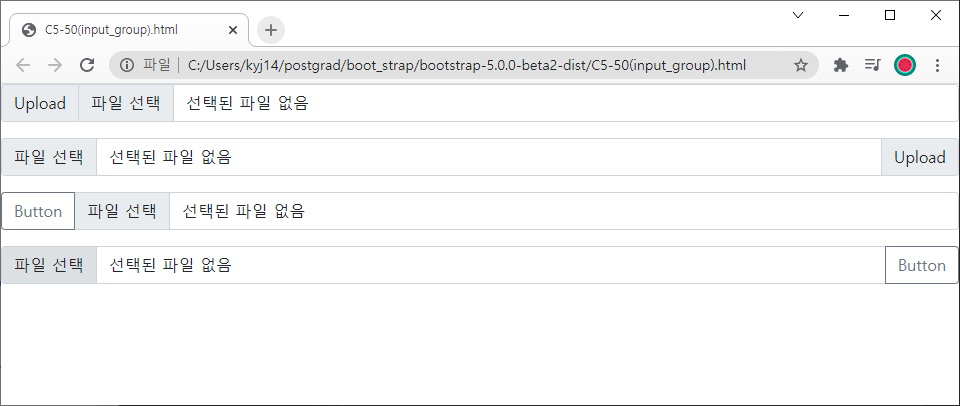 C5-50(input_group).html
파일 C:/Users/kyj14/postgrad/boot_strap/bootstrap-5.0.0-beta2-dist/C5-50(input_group).html
Upload 파일 선택 선택된 파일 없음
파일 선택 선택된 파일 없음 Upload
Button 파일 선택 선택된 파일 없음
파일 선택 선택된 파일 없음 Button